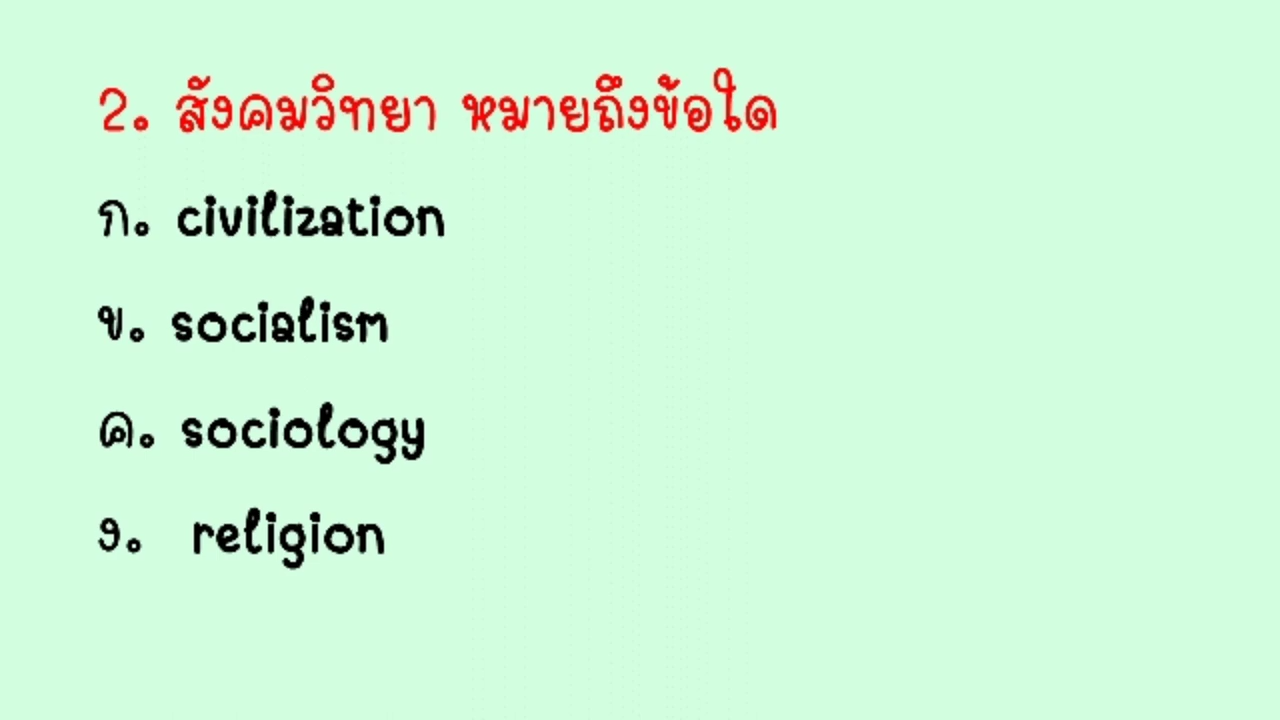 2. สังคมวิทยา หมายถึงข้อใด
ก. civilization
ข. socialism
ค. sociology
ง. religion